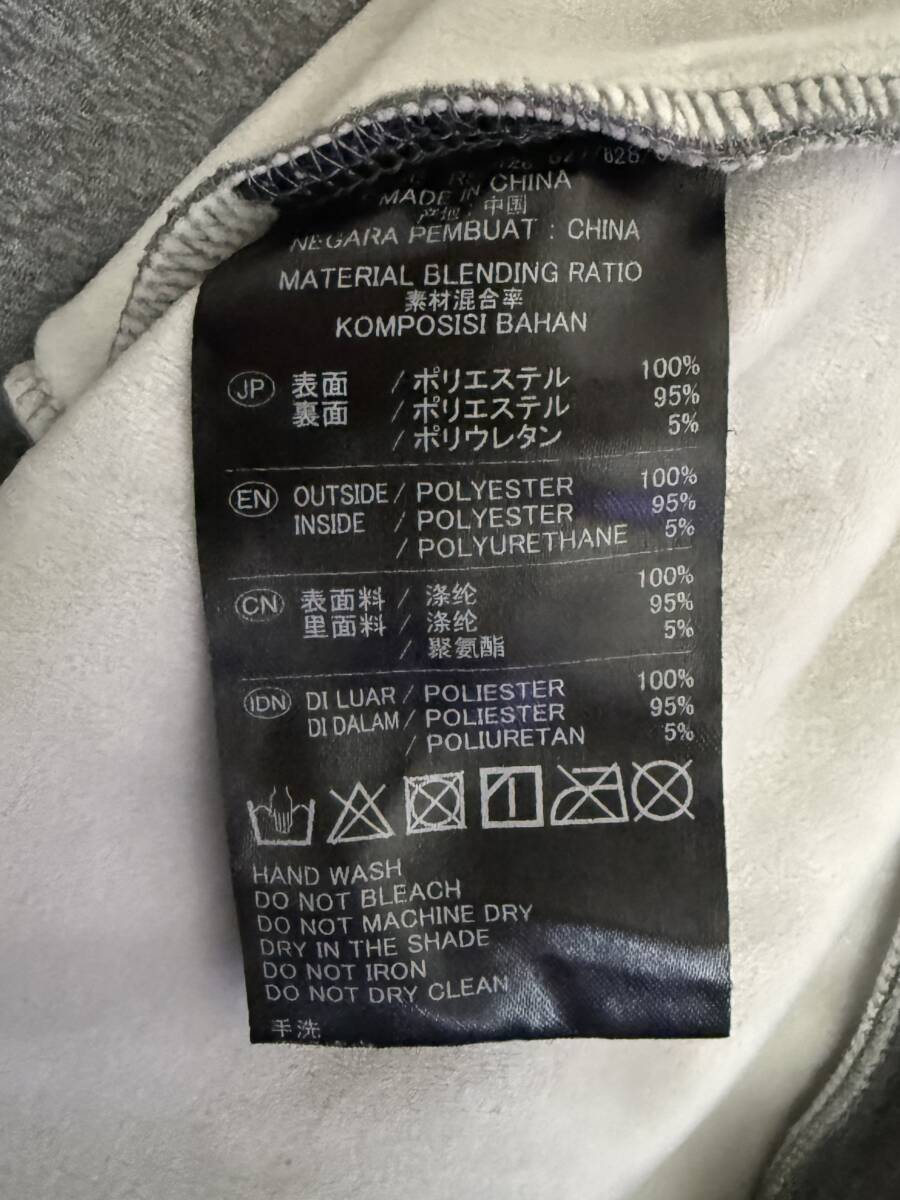 MADE IN CHINA
产地：中国
NEGARA PEMBUAT : CHINA
MATERIAL BLENDING RATIO
素材混合率
KOMPOSISI BAHAN
JP 表面 / ポリエステル 100%
裏面 / ポリエステル 95%
/ ポリウレタン 5%
EN OUTSIDE / POLYESTER 100%
INSIDE / POLYESTER 95%
/ POLYURETHANE 5%
CN 表面料 / 涤纶 100%
里面料 / 涤纶 95%
/ 聚氨酯 5%
IDN DI LUAR / POLIESTER 100%
DI DALAM / POLIESTER 95%
/ POLIURETAN 5%
HAND WASH
DO NOT BLEACH
DO NOT MACHINE DRY
DRY IN THE SHADE
DO NOT IRON
DO NOT DRY CLEAN
手洗